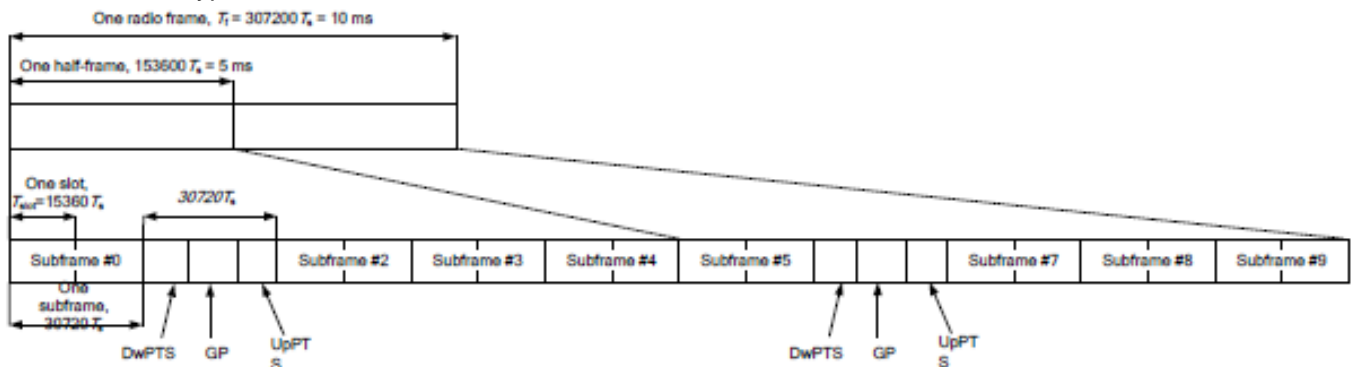 One radio frame, Tf = 307200 Ts = 10 ms
One half-frame, 153600 Ts = 5 ms
One slot,
Tslot=15360 Ts
30720Ts
Subframe #0
Subframe #2
Subframe #3
Subframe #4
Subframe #5
Subframe #7
Subframe #8
Subframe #9
One
subframe,
30720 Ts
DwPTS
GP
UpPT
S
DwPTS
GP
UpPT
S